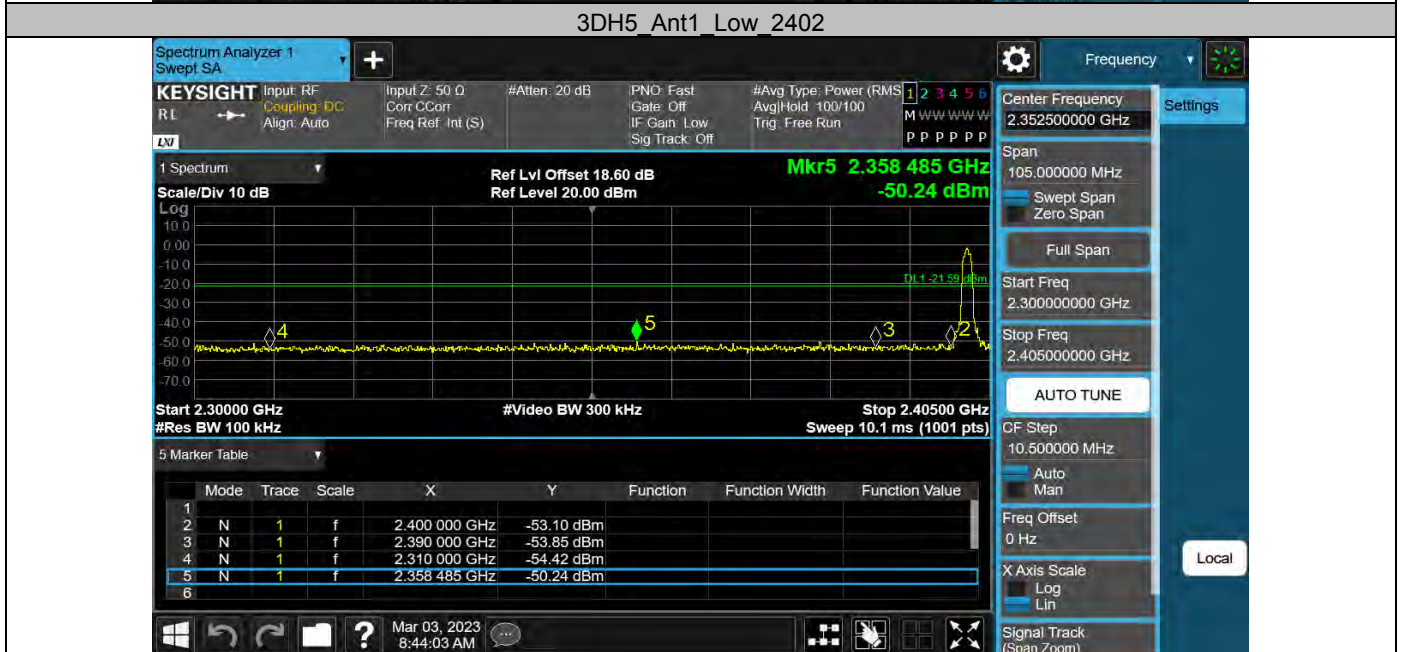 3DH5_Ant1_Low_2402
Spectrum Analyzer 1
Swept SA
Frequency
KEYSIGHT
RL
LXI
Input: RF
Coupling: DC
Align: Auto
Input Z: 50 Ω
Corr CCorr
Freq Ref: Int (S)
#Atten: 20 dB
PNO: Fast
Gate: Off
IF Gain: Low
Sig Track: Off
#Avg Type: Power (RMS
Avg|Hold: 100/100
Trig: Free Run
1 2 3 4 5 6
M W W W W W
P P P P P P
Center Frequency
2.352500000 GHz
Settings
1 Spectrum
Scale/Div 10 dB
Ref Lvl Offset 18.60 dB
Ref Level 20.00 dBm
Mkr5 2.358 485 GHz
-50.24 dBm
Log
10.0
0.00
-10.0
-20.0
-30.0
-40.0
-50.0
-60.0
-70.0
DL1 -21.59 dBm
4
5
3
2
Start 2.30000 GHz
#Res BW 100 kHz
#Video BW 300 kHz
Stop 2.40500 GHz
Sweep 10.1 ms (1001 pts)
Span
105.000000 MHz
Swept Span
Zero Span
Full Span
Start Freq
2.300000000 GHz
Stop Freq
2.405000000 GHz
AUTO TUNE
CF Step
10.500000 MHz
Auto
Man
Freq Offset
0 Hz
X Axis Scale
Log
Lin
Signal Track
(Span Zoom)
Local
5 Marker Table
Mode Trace Scale X Y Function Function Width Function Value
1
2 N 1 f 2.400 000 GHz -53.10 dBm
3 N 1 f 2.390 000 GHz -53.85 dBm
4 N 1 f 2.310 000 GHz -54.42 dBm
5 N 1 f 2.358 485 GHz -50.24 dBm
6
?
Mar 03, 2023
8:44:03 AM